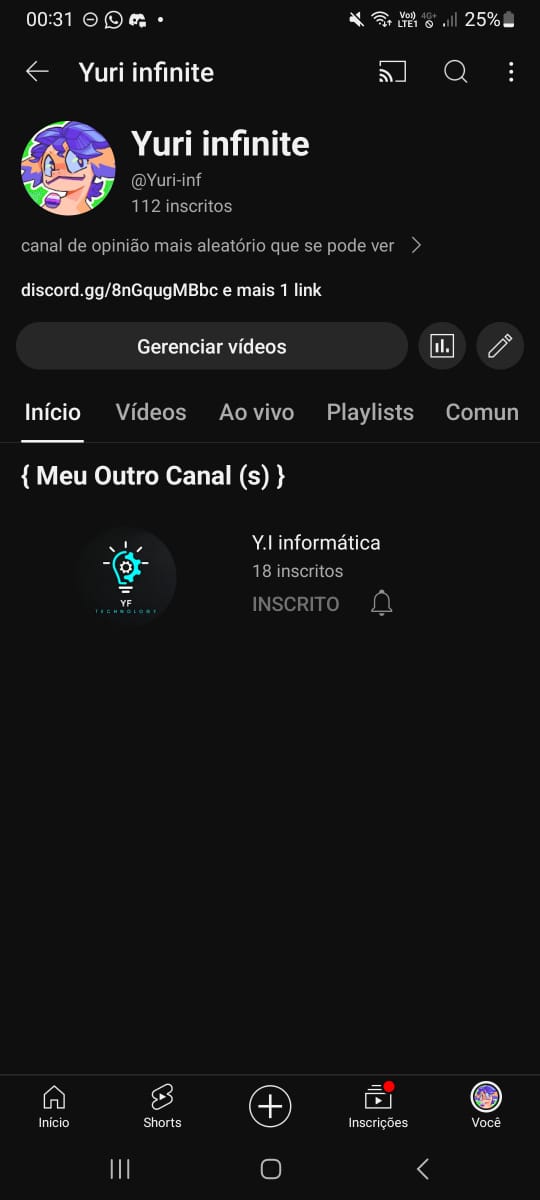 00:31
Vo)) LTE1 4G+ 25%
Yuri infinite
Yuri infinite
@Yuri-inf
112 inscritos
canal de opinião mais aleatório que se pode ver
discord.gg/8nGqugMBbc e mais 1 link
Gerenciar vídeos
Início Vídeos Ao vivo Playlists Comun
{ Meu Outro Canal (s) }
YF
TECHNOLOGY
Y.I informática
18 inscritos
INSCRITO
Início Shorts Inscrições Você